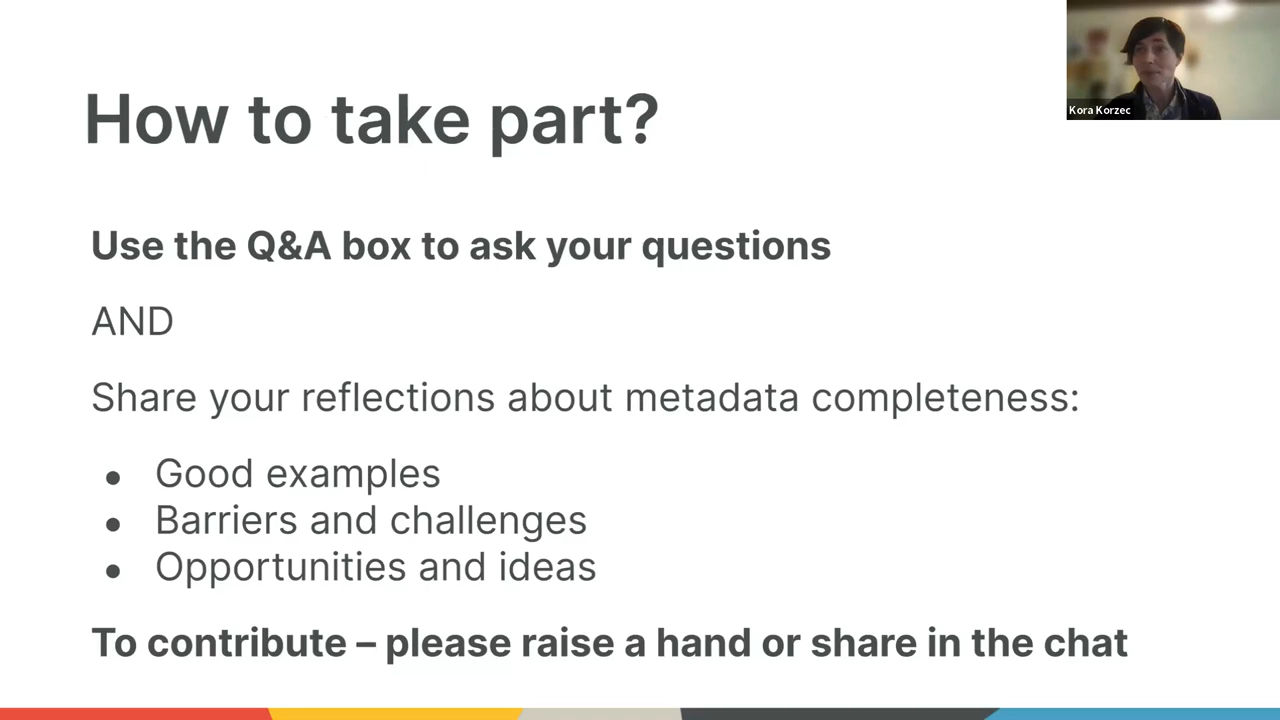 How to take part?
Kora Korzec
Use the Q&A box to ask your questions
AND
Share your reflections about metadata completeness:
● Good examples
● Barriers and challenges
● Opportunities and ideas
To contribute – please raise a hand or share in the chat